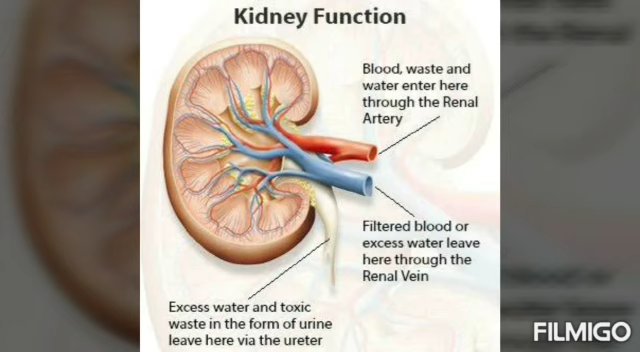 Kidney Function
Blood, waste and
water enter here
through the Renal
Artery
Filtered blood or
excess water leave
here through the
Renal Vein
Excess water and toxic
waste in the form of urine
leave here via the ureter
FILMIGO